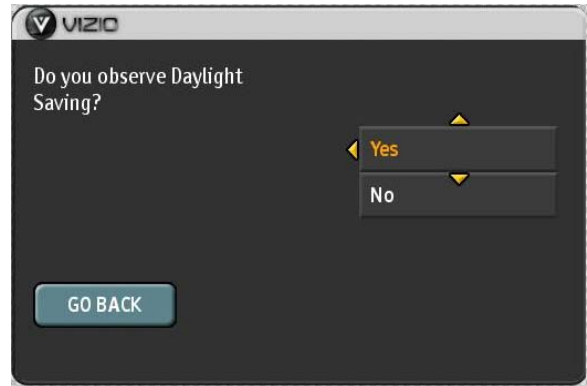 V VIZIO
Do you observe Daylight
Saving?
Yes
No
GO BACK